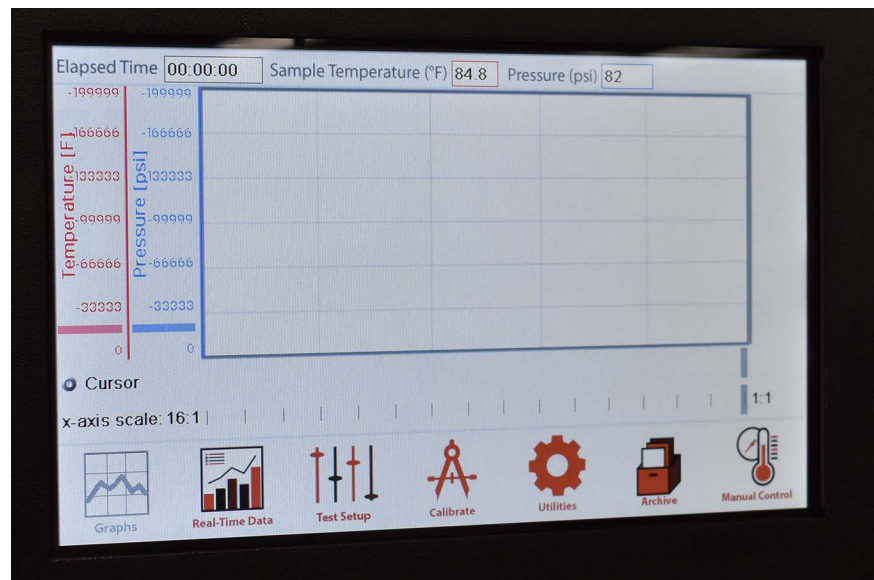 Elapsed Time 00:00:00 Sample Temperature (°F) 84.8 Pressure (psi) 82
-199999 -199999
-166666 -166666
-133333 -133333
-99999 -99999
-66666 -66666
-33333 -33333
.0 0
Temperature [F]
Pressure [psi]
Cursor
x-axis scale: 16:1 1:1
Graphs Real-Time Data Test Setup Calibrate Utilities Archive Manual Control